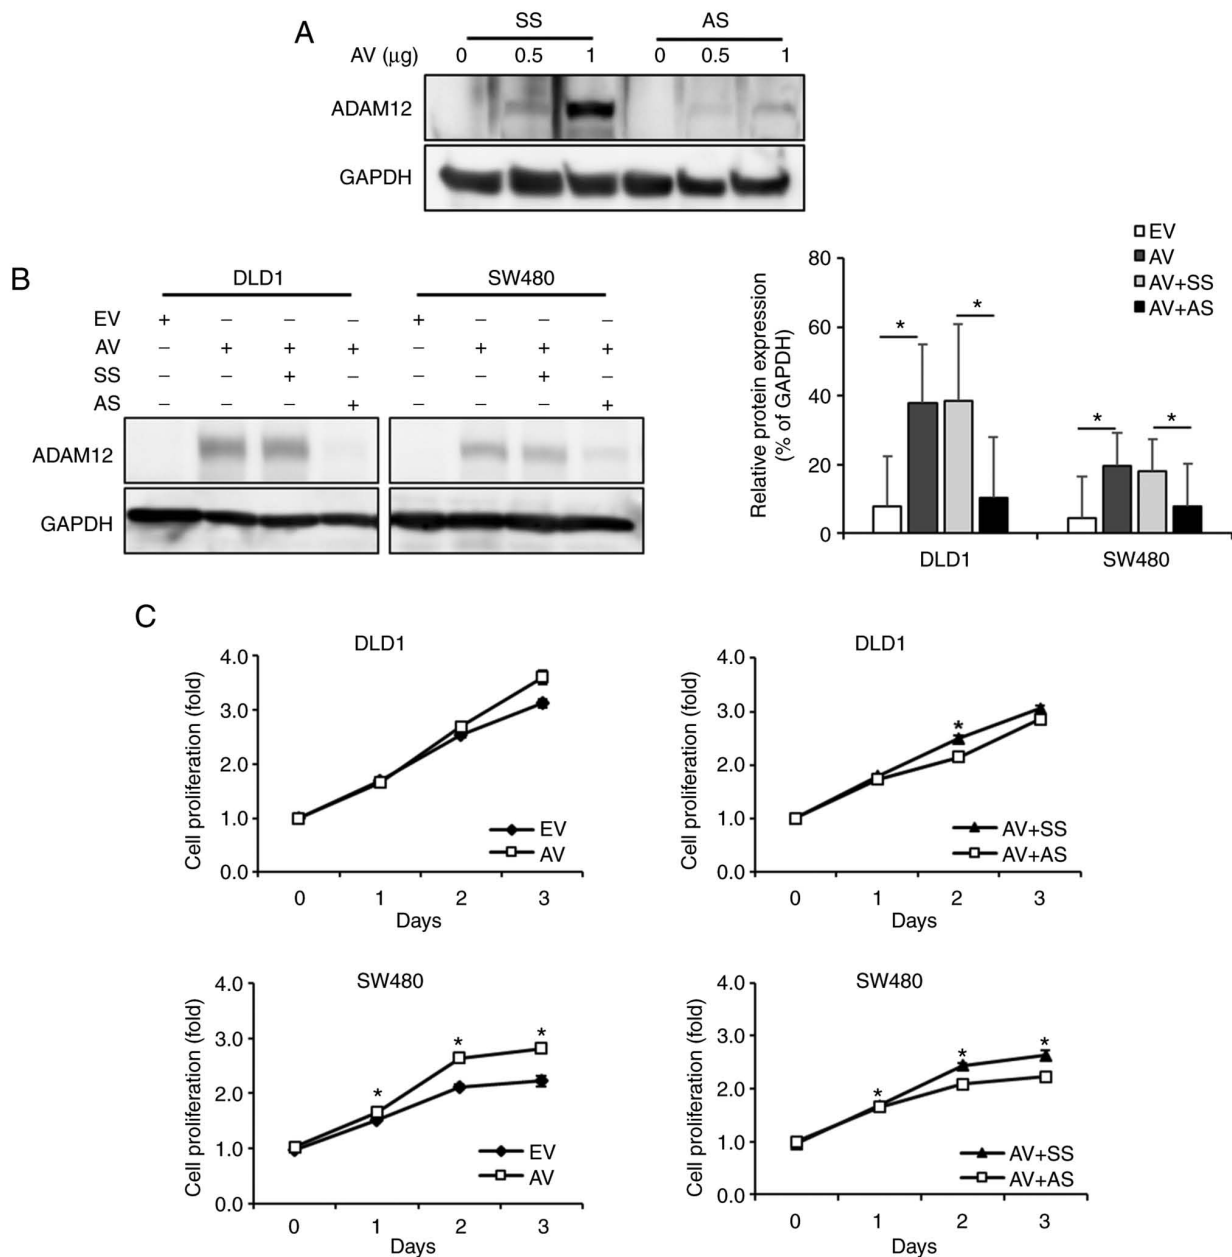 A
SS AS
AV (μg) 0 0.5 1 0 0.5 1
ADAM12
GAPDH
B
DLD1 SW480
EV + – – – + – – –
AV – + + + – + + +
SS – – + – – – + –
AS – – – + – – – +
ADAM12
GAPDH
EV
AV
AV+SS
AV+AS
Relative protein expression
(% of GAPDH)
80
60
40
20
0
* * * *
DLD1 SW480
C
DLD1
Cell proliferation (fold)
4.0
3.0
2.0
1.0
0.0
EV
AV
0 1 2 3
Days
DLD1
Cell proliferation (fold)
4.0
3.0
2.0
1.0
0.0
*
AV+SS
AV+AS
0 1 2 3
Days
SW480
Cell proliferation (fold)
4.0
3.0
2.0
1.0
0.0
* * *
EV
AV
0 1 2 3
Days
SW480
Cell proliferation (fold)
4.0
3.0
2.0
1.0
0.0
* * *
AV+SS
AV+AS
0 1 2 3
Days